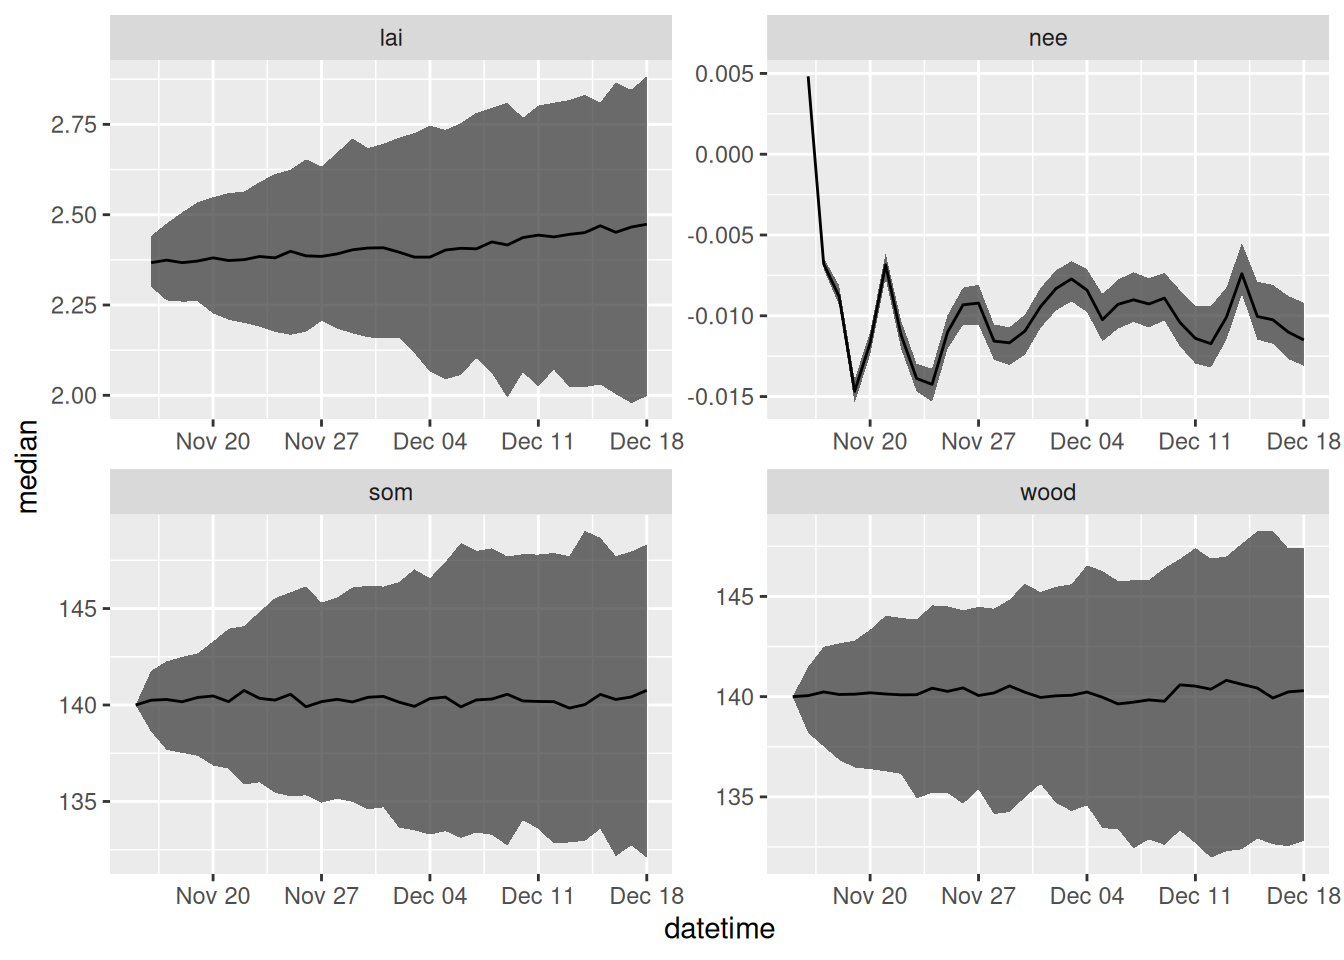 lai
nee
2.75
2.50
2.25
2.00
0.005
0.000
-0.005
-0.010
-0.015
Nov 20 Nov 27 Dec 04 Dec 11 Dec 18
Nov 20 Nov 27 Dec 04 Dec 11 Dec 18
median
som
wood
145
140
135
145
140
135
Nov 20 Nov 27 Dec 04 Dec 11 Dec 18
Nov 20 Nov 27 Dec 04 Dec 11 Dec 18
datetime